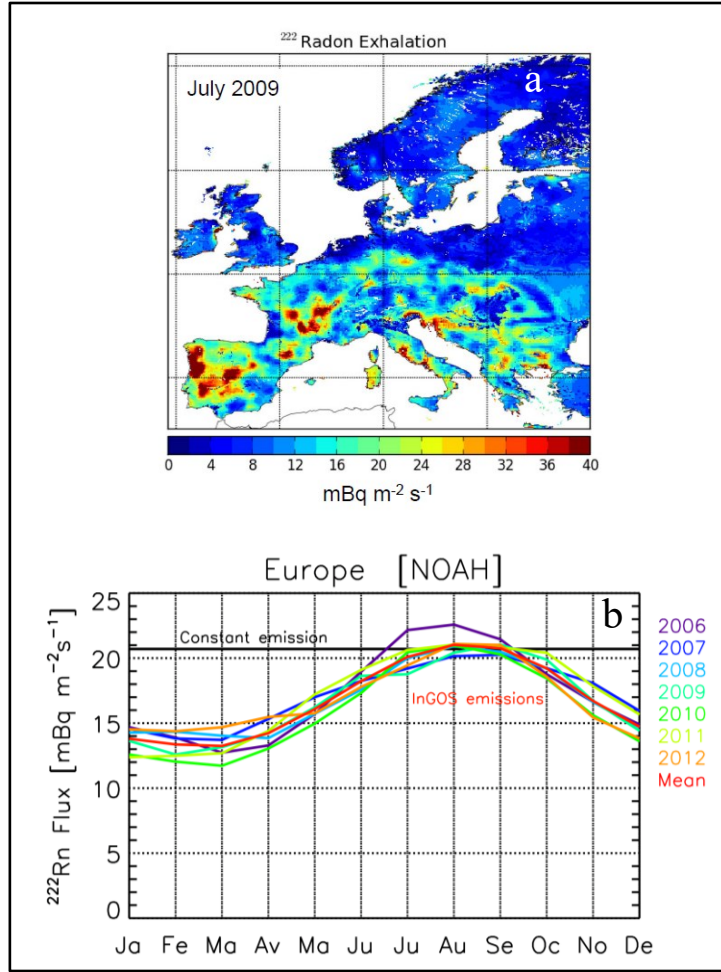 ²²² Radon Exhalation
July 2009
a
0 4 8 12 16 20 24 28 32 36 40
mBq m⁻² s⁻¹
Europe [NOAH]
b
²²²Rn Flux [mBq m⁻²s⁻¹]
25
20
15
10
5
0
Constant emission
InGOS emissions
2006
2007
2008
2009
2010
2011
2012
Mean
Ja Fe Ma Av Ma Ju Ju Au Se Oc No De